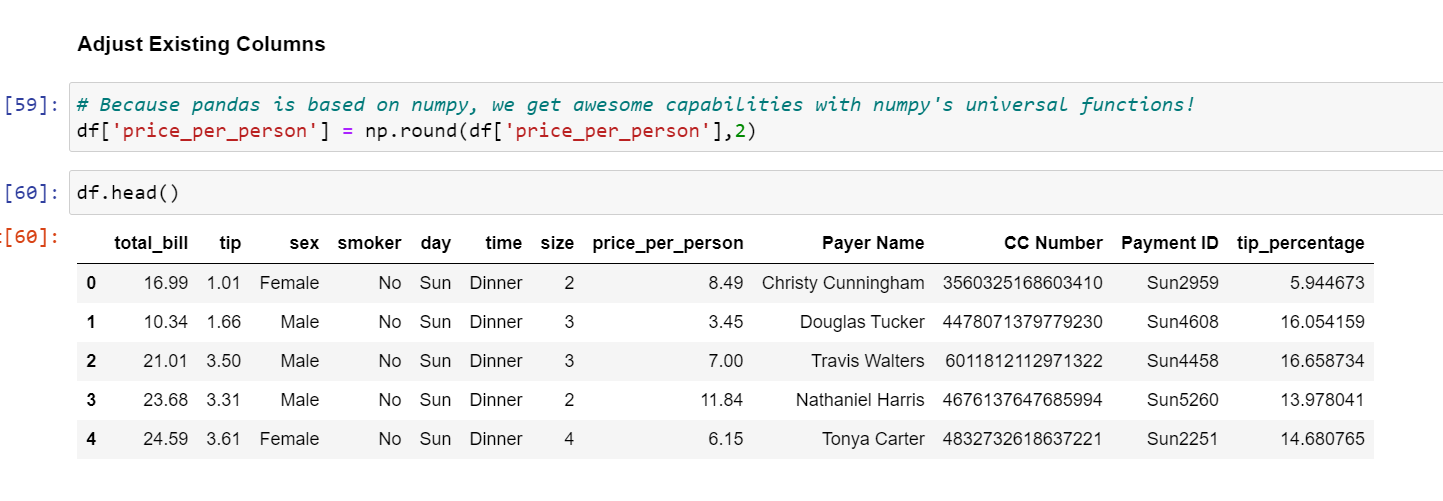 Adjust Existing Columns
[59]: # Because pandas is based on numpy, we get awesome capabilities with numpy's universal functions!
df['price_per_person'] = np.round(df['price_per_person'],2)
[60]: df.head()
:[60]:
total_bill tip sex smoker day time size price_per_person Payer Name CC Number Payment ID tip_percentage
0 16.99 1.01 Female No Sun Dinner 2 8.49 Christy Cunningham 3560325168603410 Sun2959 5.944673
1 10.34 1.66 Male No Sun Dinner 3 3.45 Douglas Tucker 4478071379779230 Sun4608 16.054159
2 21.01 3.50 Male No Sun Dinner 3 7.00 Travis Walters 6011812112971322 Sun4458 16.658734
3 23.68 3.31 Male No Sun Dinner 2 11.84 Nathaniel Harris 4676137647685994 Sun5260 13.978041
4 24.59 3.61 Female No Sun Dinner 4 6.15 Tonya Carter 4832732618637221 Sun2251 14.680765